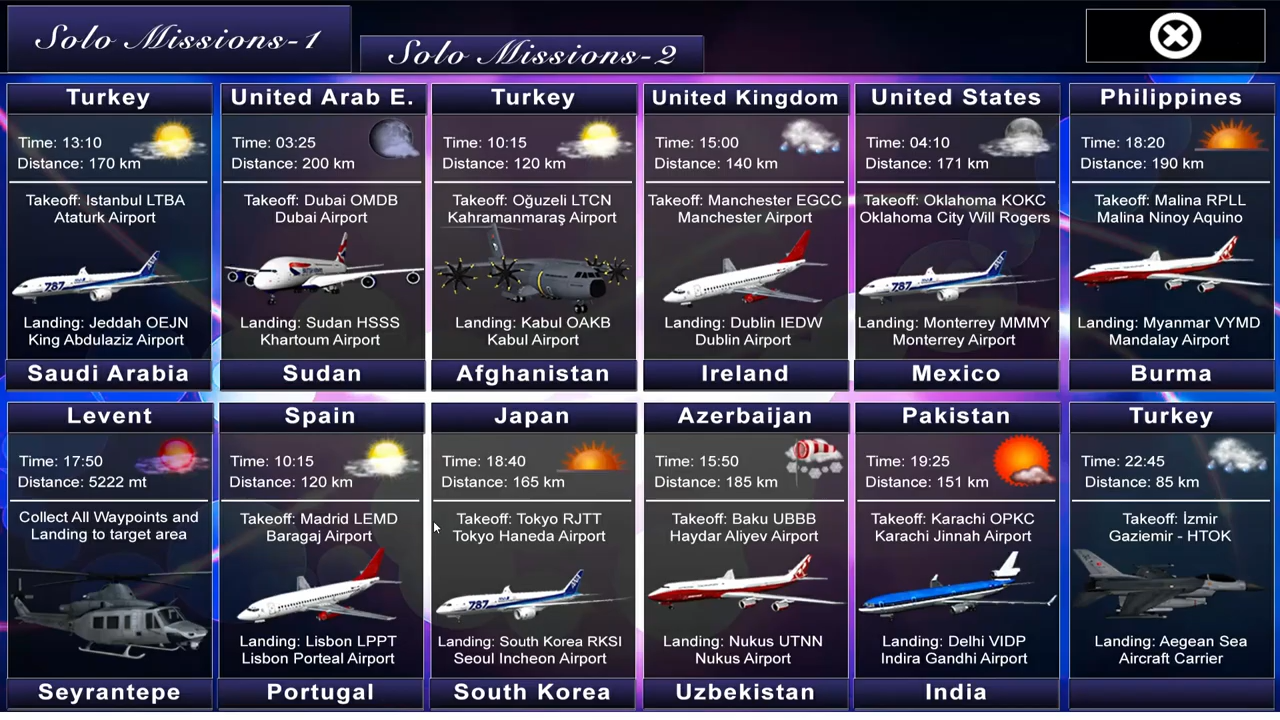 Solo Missions-1
Solo Missions-2
Turkey
Time: 13:10
Distance: 170 km
Takeoff: Istanbul LTBA
Ataturk Airport
787
Landing: Jeddah OEJN
King Abdulaziz Airport
Saudi Arabia
United Arab E.
Time: 03:25
Distance: 200 km
Takeoff: Dubai OMDB
Dubai Airport
Landing: Sudan HSSS
Khartoum Airport
Sudan
Turkey
Time: 10:15
Distance: 120 km
Takeoff: Oğuzeli LTCN
Kahramanmaraş Airport
Landing: Kabul OAKB
Kabul Airport
Afghanistan
United Kingdom
Time: 15:00
Distance: 140 km
Takeoff: Manchester EGCC
Manchester Airport
Landing: Dublin IEDW
Dublin Airport
Ireland
United States
Time: 04:10
Distance: 171 km
Takeoff: Oklahoma KOKC
Oklahoma City Will Rogers
787
Landing: Monterrey MMMY
Monterrey Airport
Mexico
Philippines
Time: 18:20
Distance: 190 km
Takeoff: Malina RPLL
Malina Ninoy Aquino
Landing: Myanmar VYMD
Mandalay Airport
Burma
Levent
Time: 17:50
Distance: 5222 mt
Collect All Waypoints and
Landing to target area
Seyrantepe
Spain
Time: 10:15
Distance: 120 km
Takeoff: Madrid LEMD
Baragaj Airport
Landing: Lisbon LPPT
Lisbon Porteal Airport
Portugal
Japan
Time: 18:40
Distance: 165 km
Takeoff: Tokyo RJTT
Tokyo Haneda Airport
787
Landing: South Korea RKSI
Seoul Incheon Airport
South Korea
Azerbaijan
Time: 15:50
Distance: 185 km
Takeoff: Baku UBBB
Haydar Aliyev Airport
Landing: Nukus UTNN
Nukus Airport
Uzbekistan
Pakistan
Time: 19:25
Distance: 151 km
Takeoff: Karachi OPKC
Karachi Jinnah Airport
Landing: Delhi VIDP
Indira Gandhi Airport
India
Turkey
Time: 22:45
Distance: 85 km
Takeoff: İzmir
Gaziemir - HTOK
Landing: Aegean Sea
Aircraft Carrier